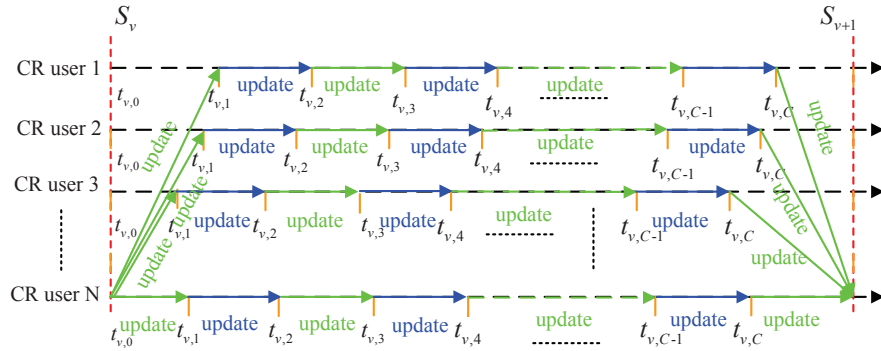 S_v S_{v+1}
CR user 1
update update update update update update
t_{v,0} t_{v,1} t_{v,2} t_{v,3} t_{v,4} t_{v,C-1} t_{v,C}
update update
CR user 2
update update update update update
t_{v,0} t_{v,1} t_{v,2} t_{v,3} t_{v,4} t_{v,C-1} t_{v,C}
update update
CR user 3
update update update update update
t_{v,0} t_{v,1} t_{v,2} t_{v,3} t_{v,4} t_{v,C-1} t_{v,C}
update update
CR user N
update update update update update update update
t_{v,0} t_{v,1} t_{v,2} t_{v,3} t_{v,4} t_{v,C-1} t_{v,C}